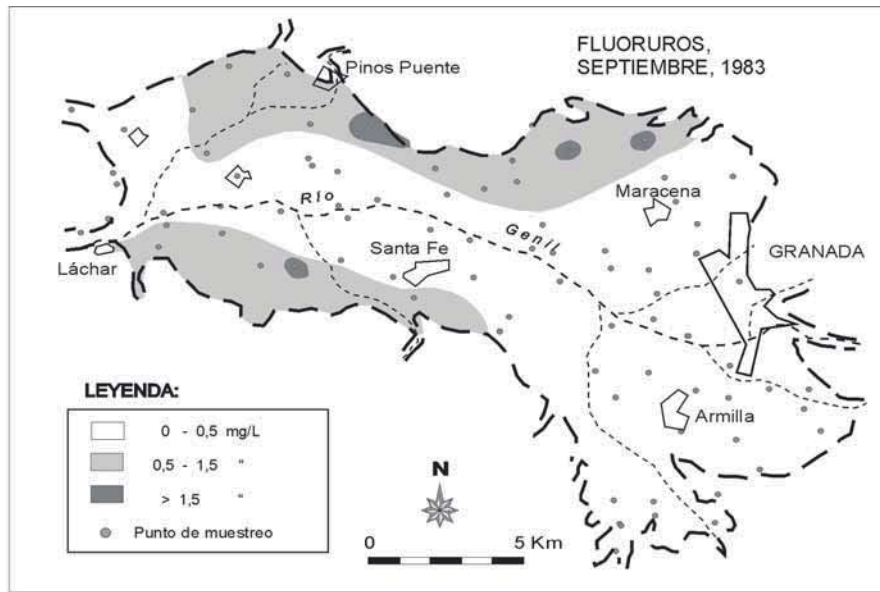 FLUORUROS,
SEPTIEMBRE, 1983
Pinos Puente
Maracena
Río
Genil
GRANADA
Santa Fe
Láchar
Armilla
LEYENDA:
0 - 0,5 mg/L
0,5 - 1,5 "
> 1,5 "
Punto de muestreo
N
0 5 Km